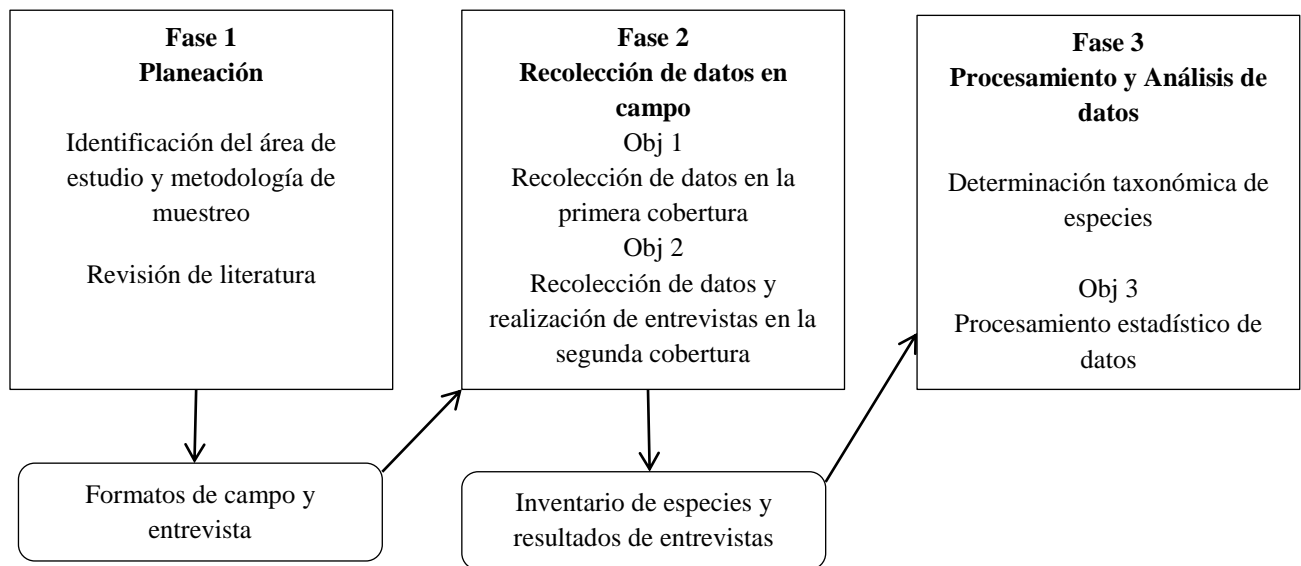 Fase 1
Planeación
Identificación del área de
estudio y metodología de
muestreo
Revisión de literatura
Formatos de campo y
entrevista
Fase 2
Recolección de datos en
campo
Obj 1
Recolección de datos en la
primera cobertura
Obj 2
Recolección de datos y
realización de entrevistas en la
segunda cobertura
Inventario de especies y
resultados de entrevistas
Fase 3
Procesamiento y Análisis de
datos
Determinación taxonómica de
especies
Obj 3
Procesamiento estadístico de
datos